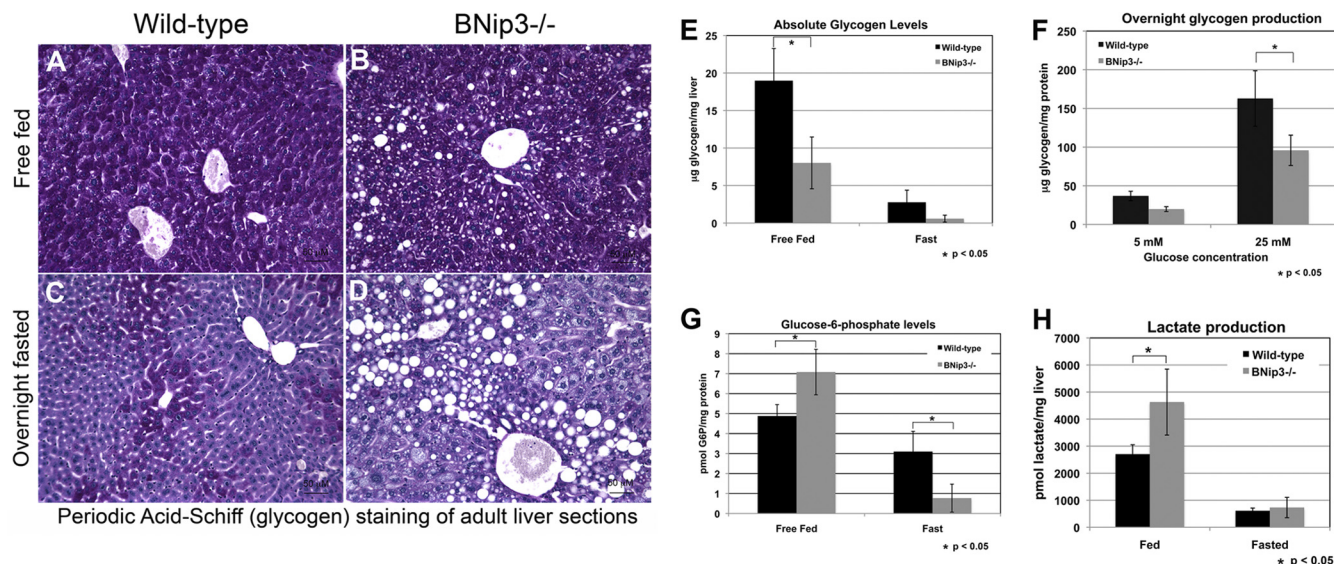 Wild-type
BNip3-/-
Free fed
Overnight fasted
A
B
C
D
50 µM
50 µM
50 µM
50 µM
Periodic Acid-Schiff (glycogen) staining of adult liver sections
E
Absolute Glycogen Levels
µg glycogen/mg liver
25
20
15
10
5
0
Wild-type
BNip3-/-
*
Free Fed
Fast
* p < 0.05
F
Overnight glycogen production
µg glycogen/mg protein
250
200
150
100
50
0
Wild-type
BNip3-/-
*
5 mM
25 mM
Glucose concentration
* p < 0.05
G
Glucose-6-phosphate levels
pmol G6P/mg protein
9
8
7
6
5
4
3
2
1
0
Wild-type
BNip3-/-
*
*
Free Fed
Fast
* p < 0.05
H
Lactate production
pmol lactate/mg liver
7000
6000
5000
4000
3000
2000
1000
0
Wild-type
BNip3-/-
*
Fed
Fasted
* p < 0.05